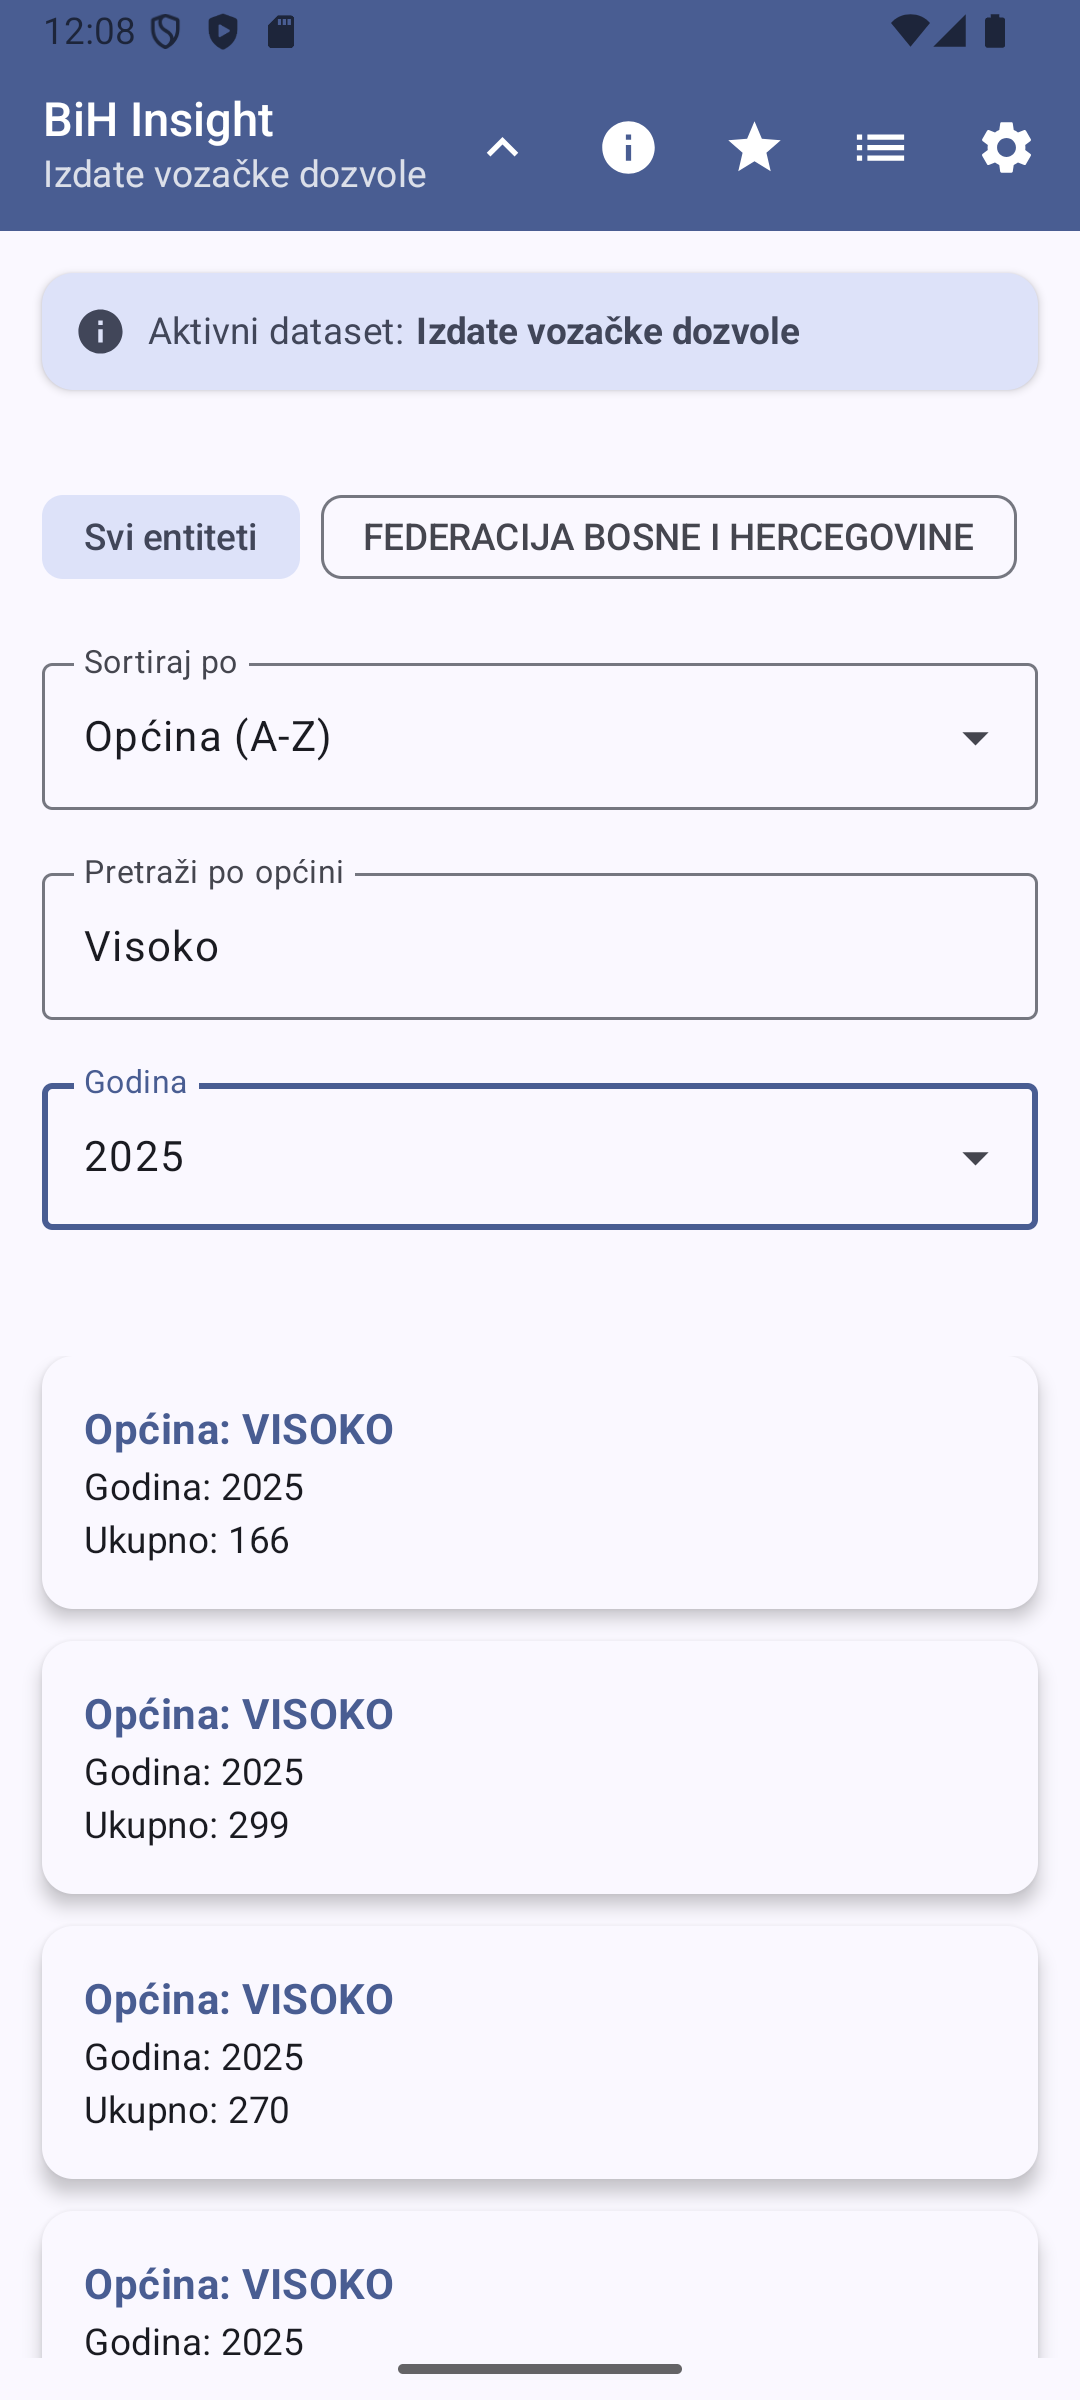 12:08
BiH Insight
Izdate vozačke dozvole
Aktivni dataset: Izdate vozačke dozvole
Svi entiteti
FEDERACIJA BOSNE I HERCEGOVINE
Sortiraj po
Općina (A-Z)
Pretraži po općini
Visoko
Godina
2025
Općina: VISOKO
Godina: 2025
Ukupno: 166
Općina: VISOKO
Godina: 2025
Ukupno: 299
Općina: VISOKO
Godina: 2025
Ukupno: 270
Općina: VISOKO
Godina: 2025